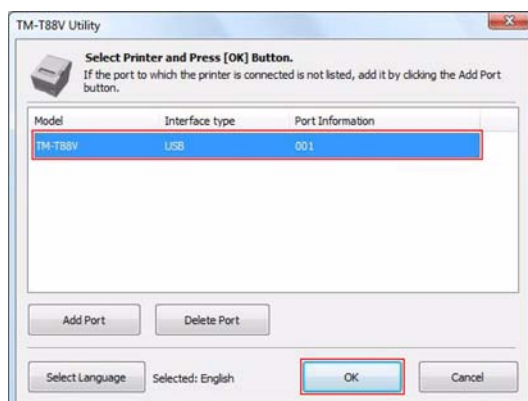 TM-T88V Utility
Select Printer and Press [OK] Button.
If the port to which the printer is connected is not listed, add it by clicking the Add Port
button.
Model Interface type Port Information
TM-T88V USB 001
Add Port Delete Port
Select Language Selected: English OK Cancel